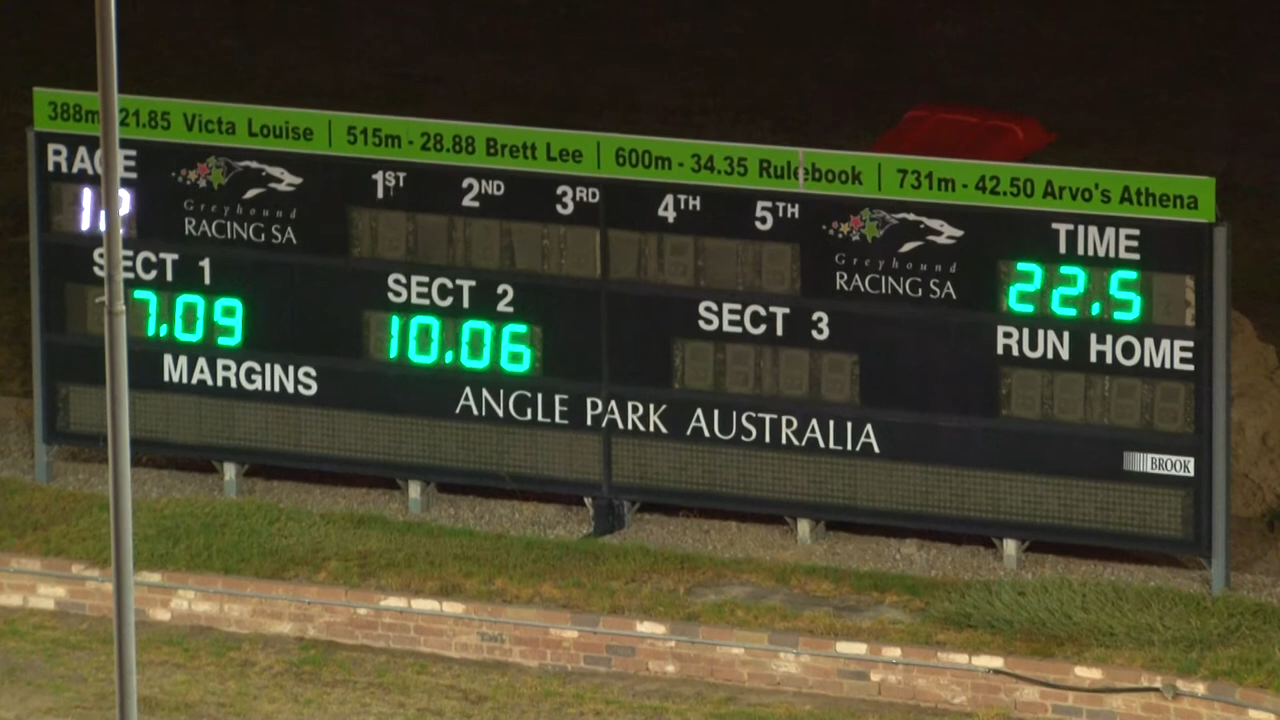 388m 21.85 Victa Louise | 515m - 28.88 Brett Lee | 600m - 34.35 Rulebook | 731m - 42.50 Arvo's Athena
RACE
12
Greyhound
RACING SA
1ST 2ND 3RD 4TH 5TH
Greyhound
RACING SA
TIME
22.5
SECT 1
7.09
SECT 2
10.06
SECT 3
RUN HOME
MARGINS
ANGLE PARK AUSTRALIA
BROOK